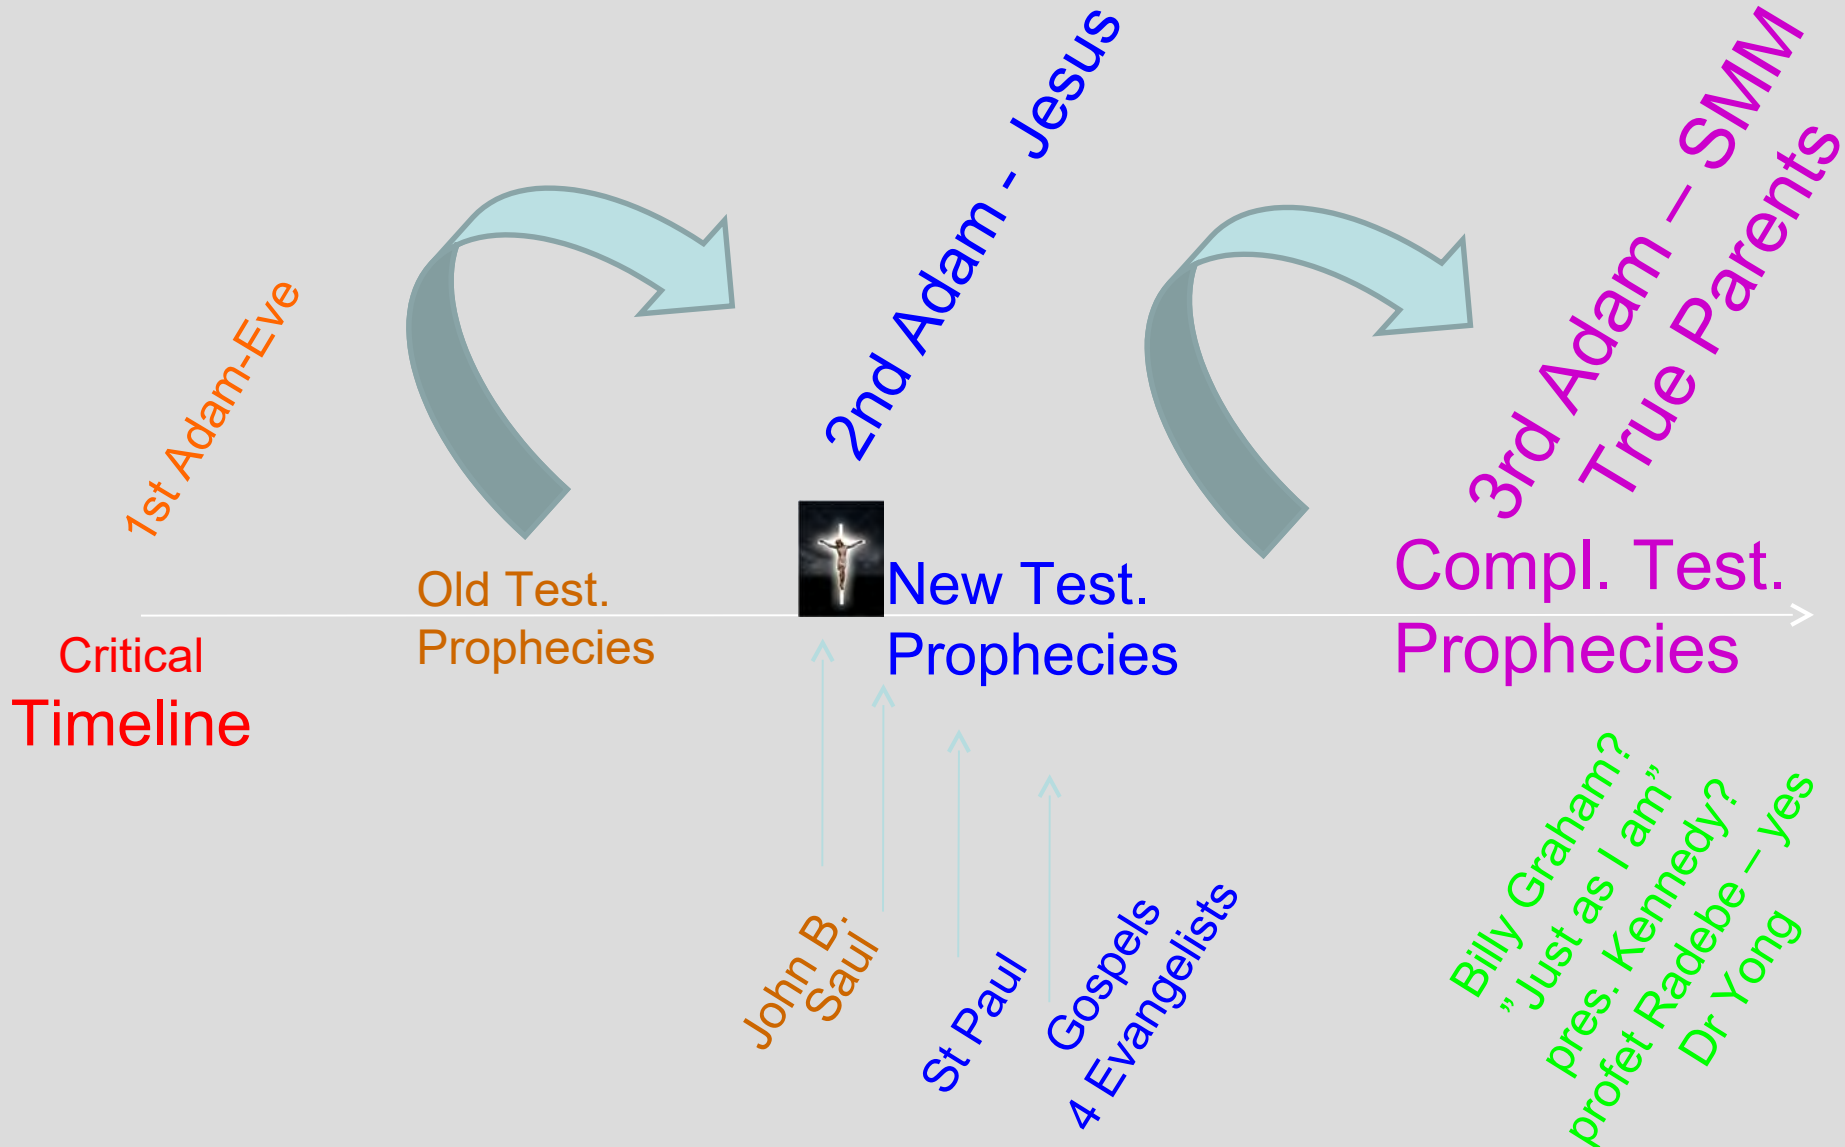 1st Adam-Eve
2nd Adam - Jesus
3rd Adam – SMM
True Parents
Old Test.
Prophecies
New Test.
Prophecies
Compl. Test.
Prophecies
Critical
Timeline
John B.
Saul
St Paul
Gospels
4 Evangelists
Billy Graham?
”Just as I am”
pres. Kennedy?
profet Radebe – yes
Dr Yong